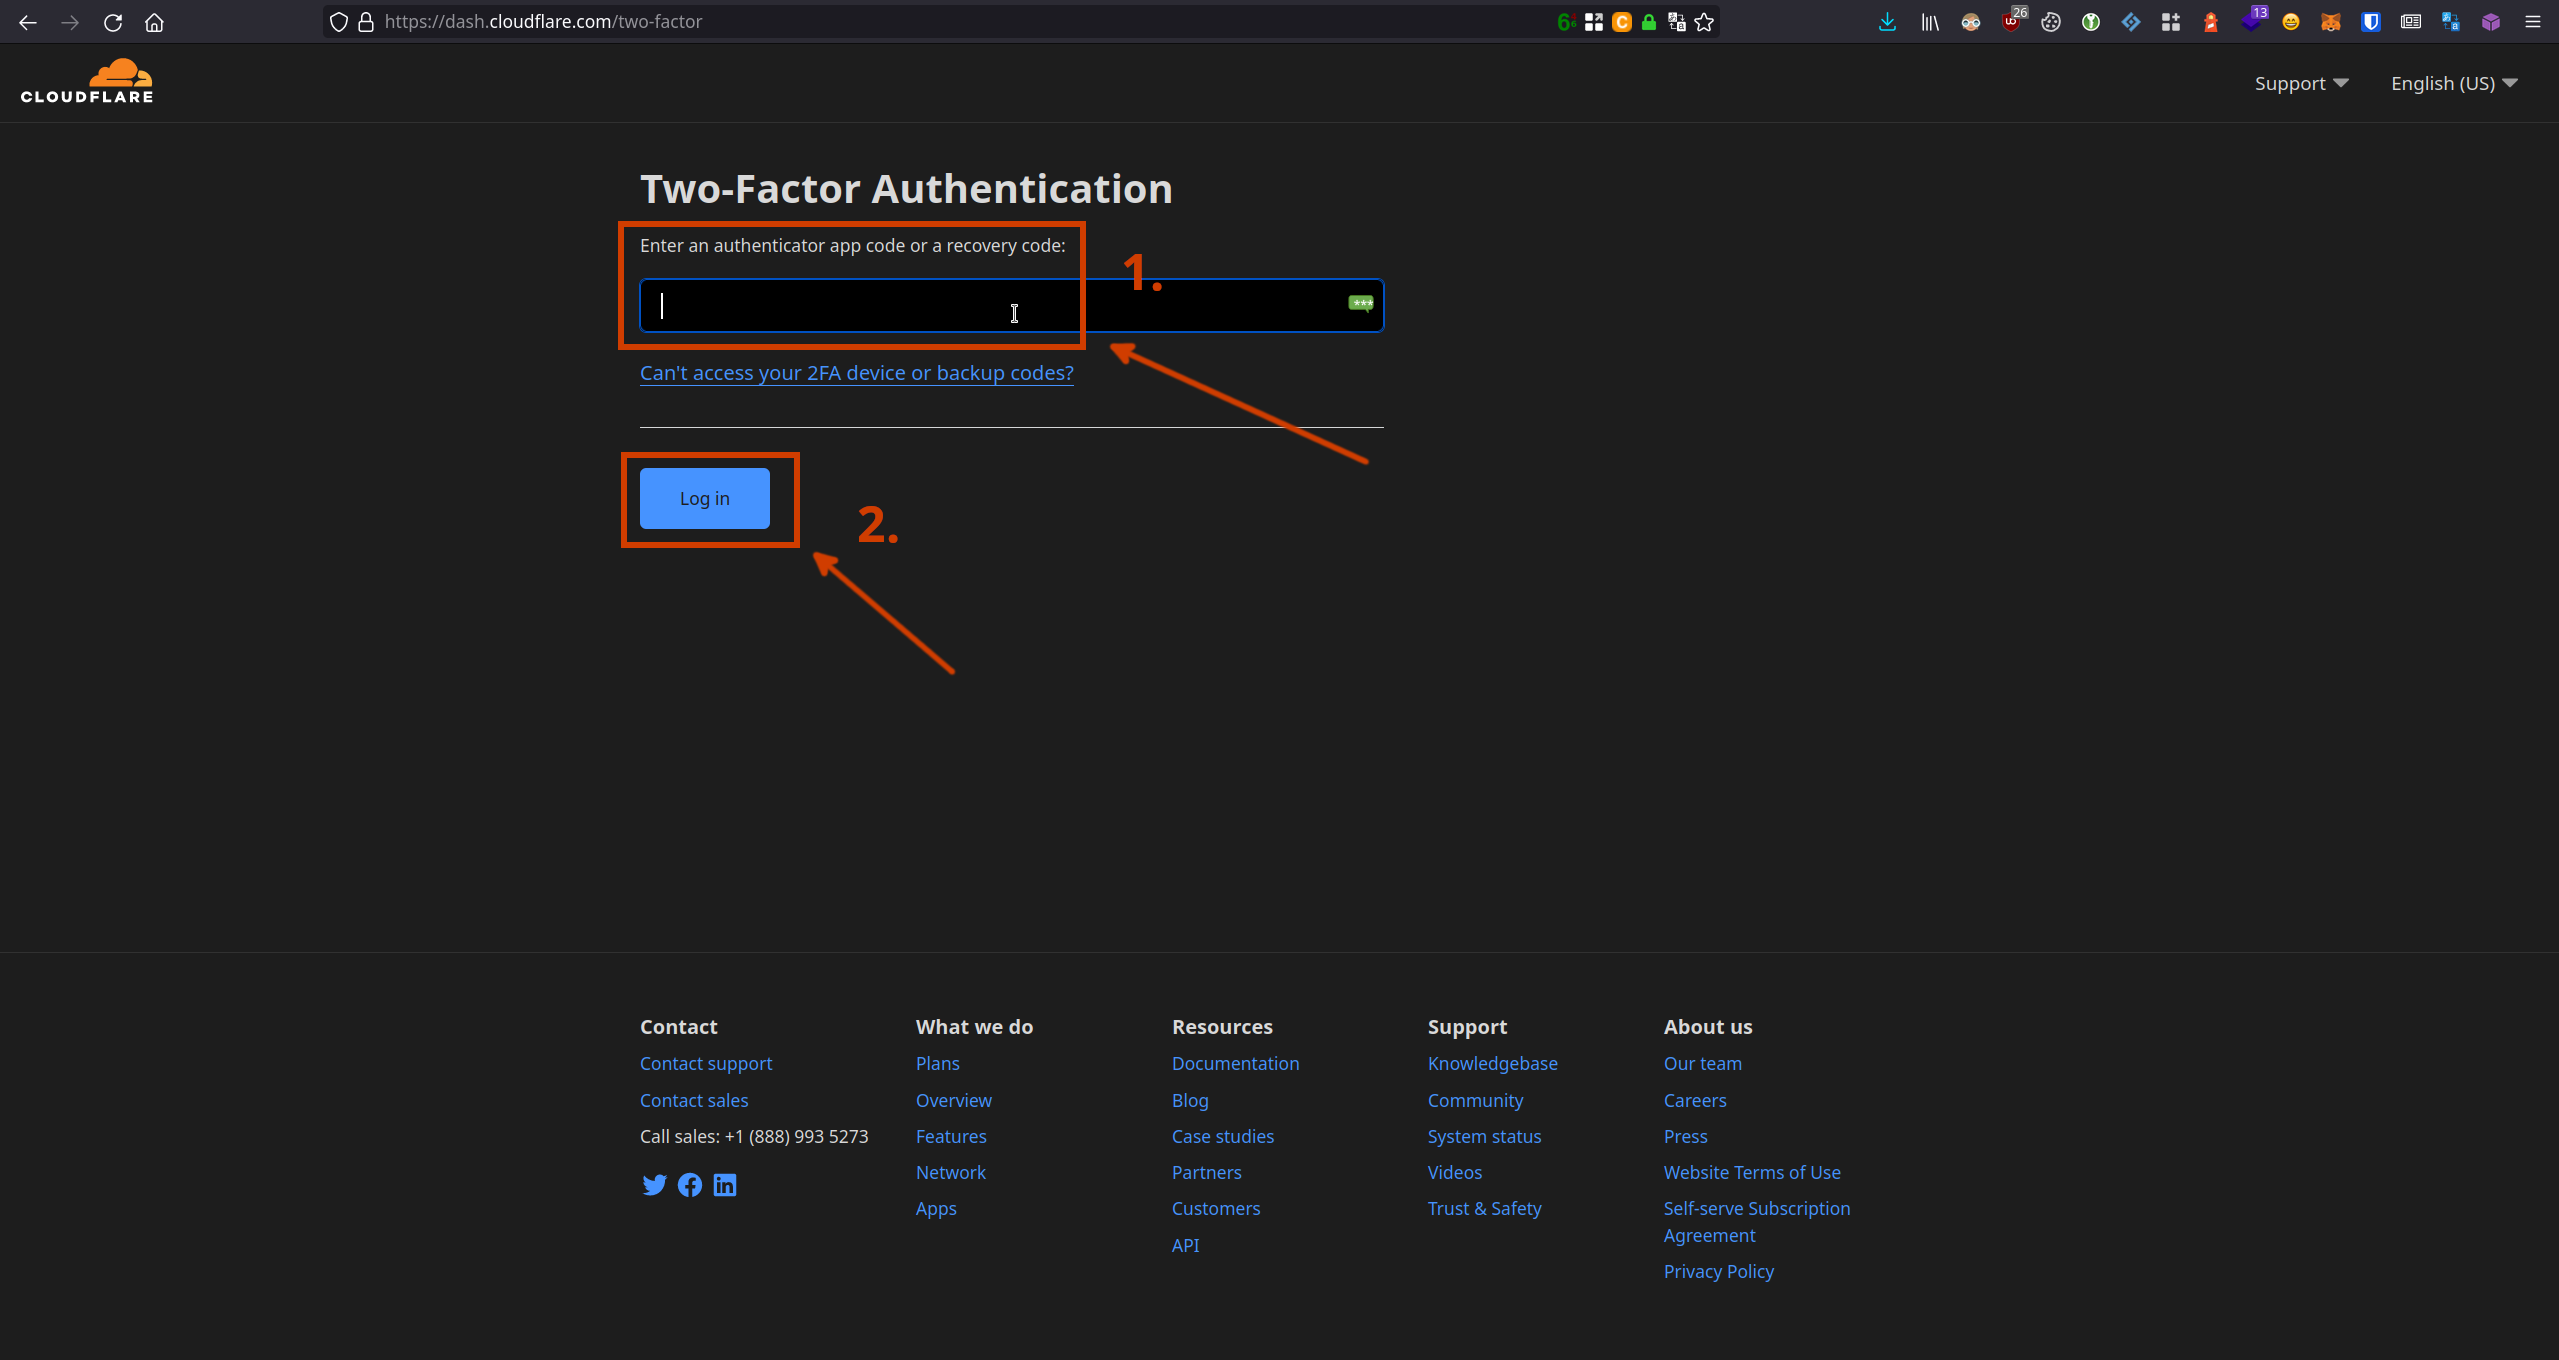 https://dash.cloudflare.com/two-factor
26
13
CLOUDFLARE
Support
English (US)
Two-Factor Authentication
Enter an authenticator app code or a recovery code:
1.
***
Can't access your 2FA device or backup codes?
Log in
2.
Contact
Contact support
Contact sales
Call sales: +1 (888) 993 5273
What we do
Plans
Overview
Features
Network
Apps
Resources
Documentation
Blog
Case studies
Partners
Customers
API
Support
Knowledgebase
Community
System status
Videos
Trust & Safety
About us
Our team
Careers
Press
Website Terms of Use
Self-serve Subscription
Agreement
Privacy Policy